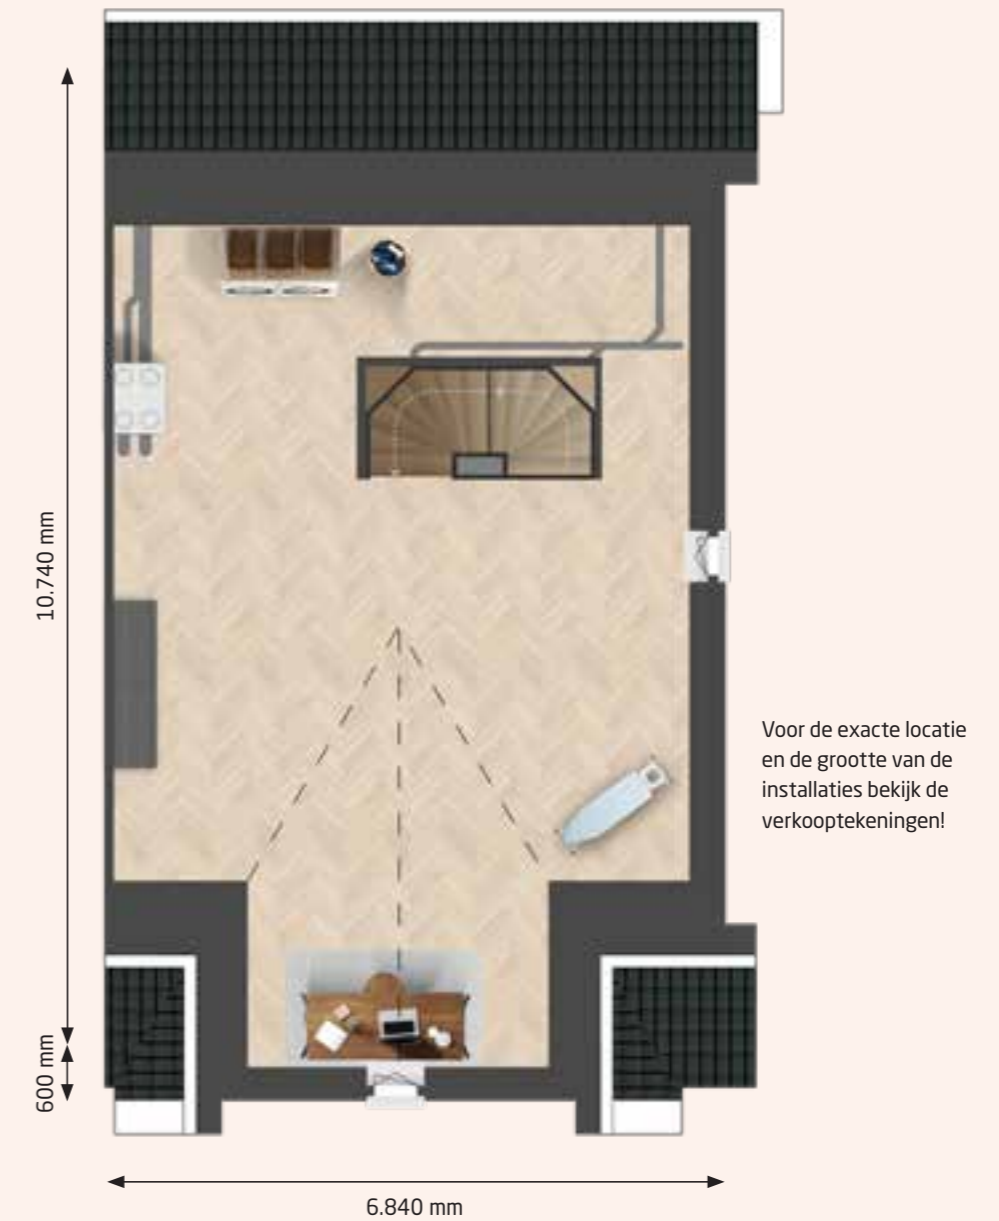 10.740 mm
Voor de exacte locatie
en de grootte van de
installaties bekijk de
verkooptekeningen!
600 mm
6.840 mm